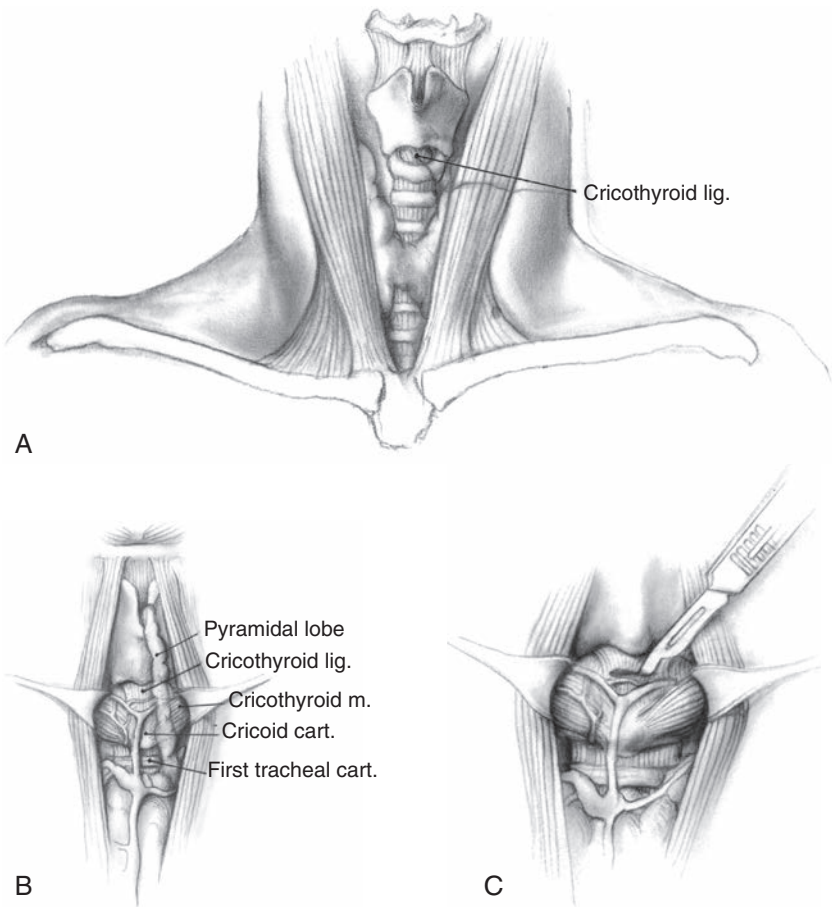 Cricothyroid lig.
A
Pyramidal lobe
Cricothyroid lig.
Cricothyroid m.
Cricoid cart.
First tracheal cart.
B
C